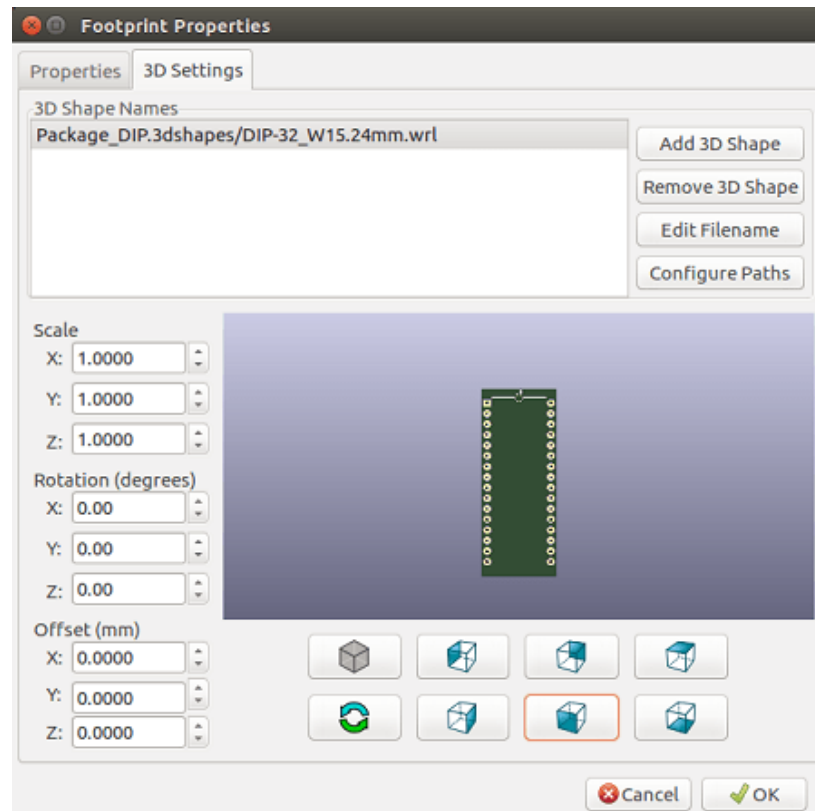 Footprint Properties
Properties 3D Settings
3D Shape Names
Package_DIP.3dshapes/DIP-32_W15.24mm.wrl
Add 3D Shape
Remove 3D Shape
Edit Filename
Configure Paths
Scale
X: 1.0000
Y: 1.0000
Z: 1.0000
Rotation (degrees)
X: 0.00
Y: 0.00
Z: 0.00
Offset (mm)
X: 0.0000
Y: 0.0000
Z: 0.0000
Cancel OK